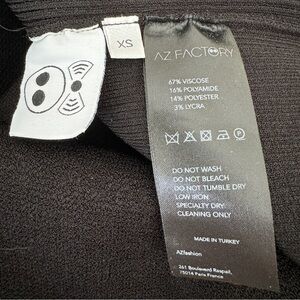 XS
AZ FACTORY
67% VISCOSE
16% POLYAMIDE
14% POLYESTER
3% LYCRA
DO NOT WASH
DO NOT BLEACH
DO NOT TUMBLE DRY
LOW IRON
SPECIALTY DRY
CLEANING ONLY
MADE IN TURKEY
AZfashion
261 Boulevard Raspail,
75014 Paris France